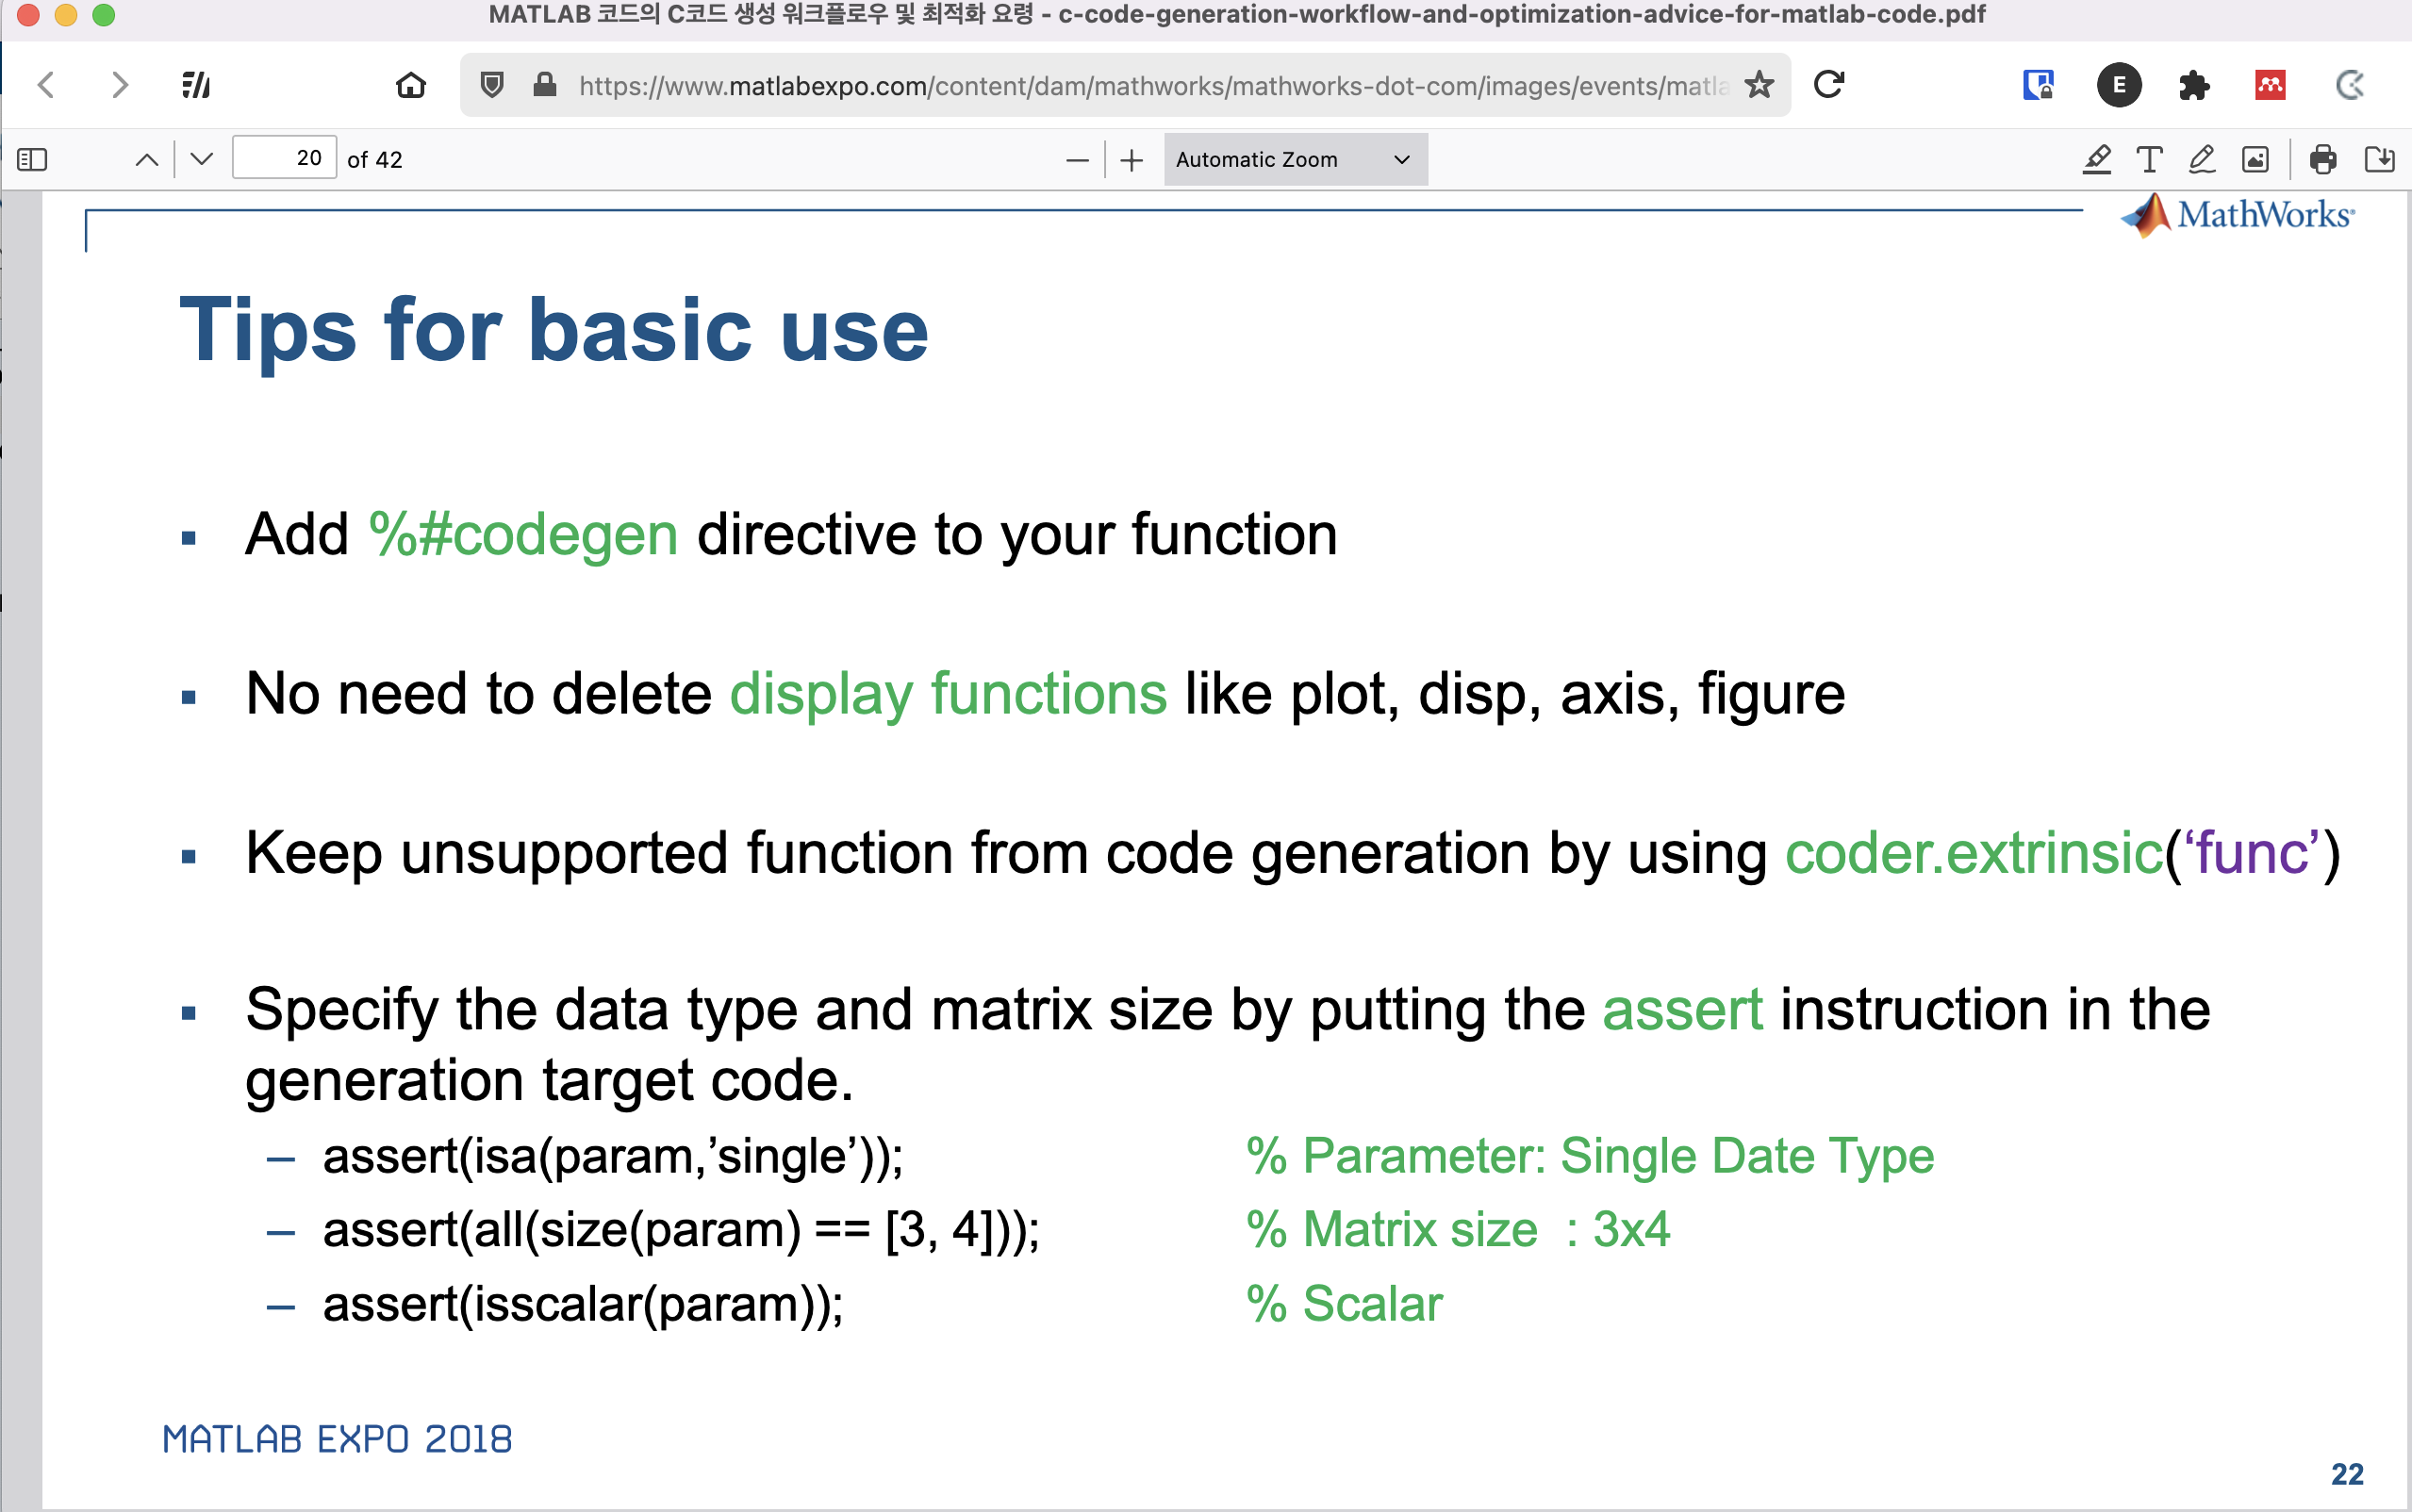 MATLAB 코드의 C코드 생성 워크플로우 및 최적화 요령 - c-code-generation-workflow-and-optimization-advice-for-matlab-code.pdf
https://www.matlabexpo.com/content/dam/mathworks/mathworks-dot-com/images/events/matla
E
20 of 42
Automatic Zoom
MathWorks®
Tips for basic use
▪ Add %#codegen directive to your function
▪ No need to delete display functions like plot, disp, axis, figure
▪ Keep unsupported function from code generation by using coder.extrinsic(‘func’)
▪ Specify the data type and matrix size by putting the assert instruction in the
generation target code.
– assert(isa(param,’single’)); % Parameter: Single Date Type
– assert(all(size(param) == [3, 4])); % Matrix size : 3x4
– assert(isscalar(param)); % Scalar
MATLAB EXPO 2018
22